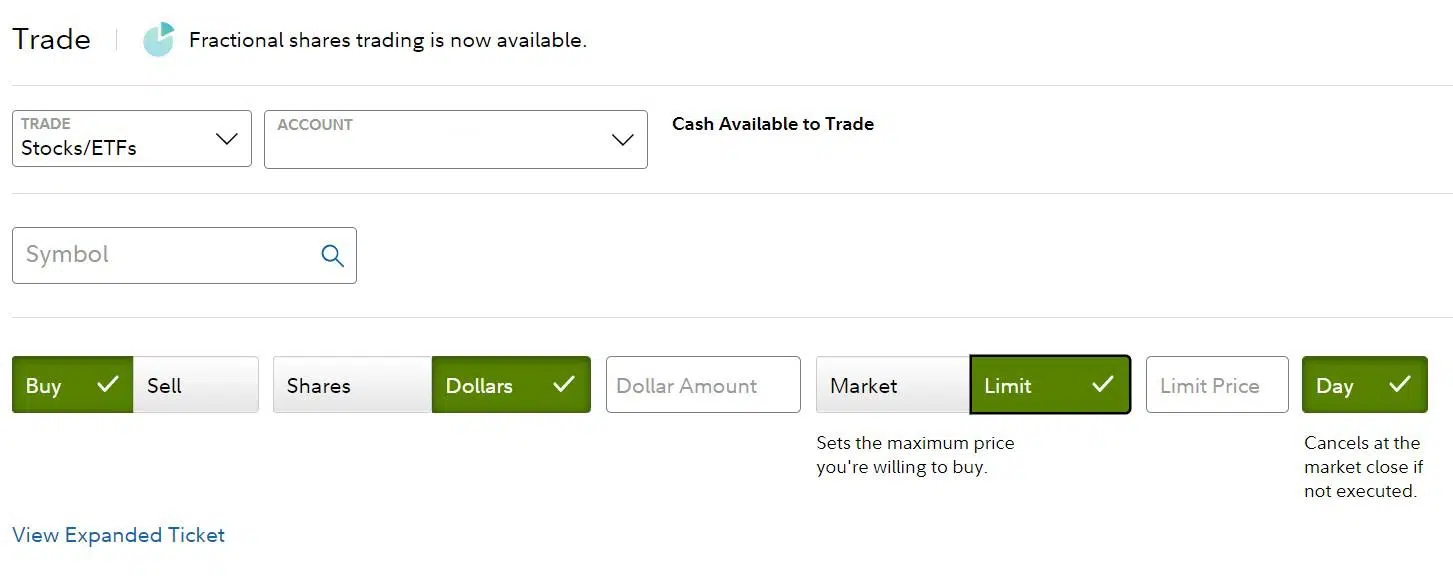 Trade
Fractional shares trading is now available.
TRADE
Stocks/ETFs
ACCOUNT
Cash Available to Trade
Symbol
Buy
Sell
Shares
Dollars
Dollar Amount
Market
Limit
Limit Price
Day
Sets the maximum price
you're willing to buy.
Cancels at the
market close if
not executed.
View Expanded Ticket